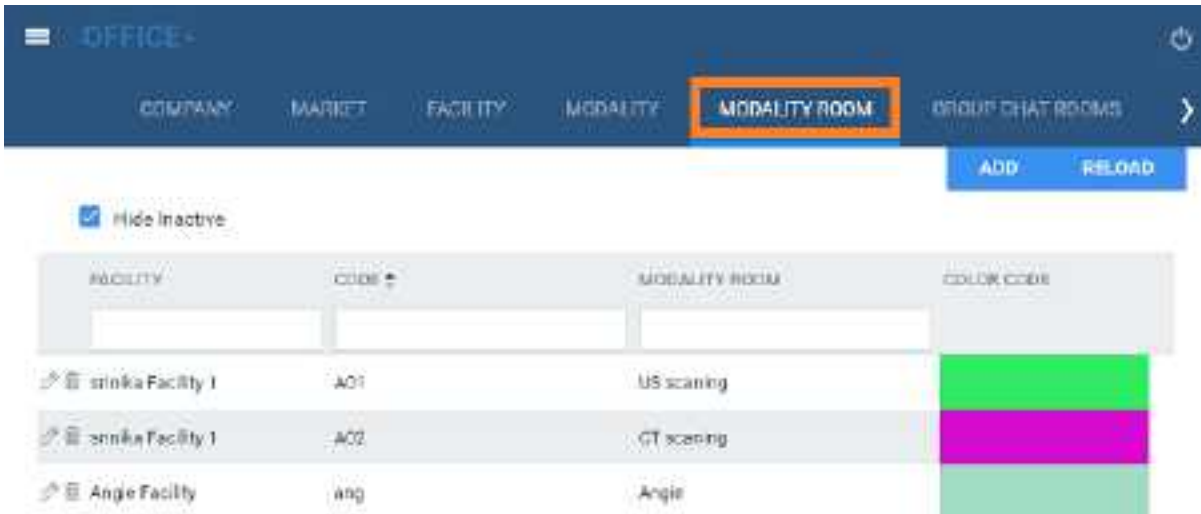 OFFICE
COMPANY MARKET FACILITY MODALITY MODALITY ROOM GROUP CHAT ROOMS
ADD RELOAD
Hide Inactive
FACILITY CODE MODALITY ROOM COLOR CODE
srinika Facility 1 A01 US scaning
srinika Facility 1 A02 CT scaning
Angie Facility ang Angie